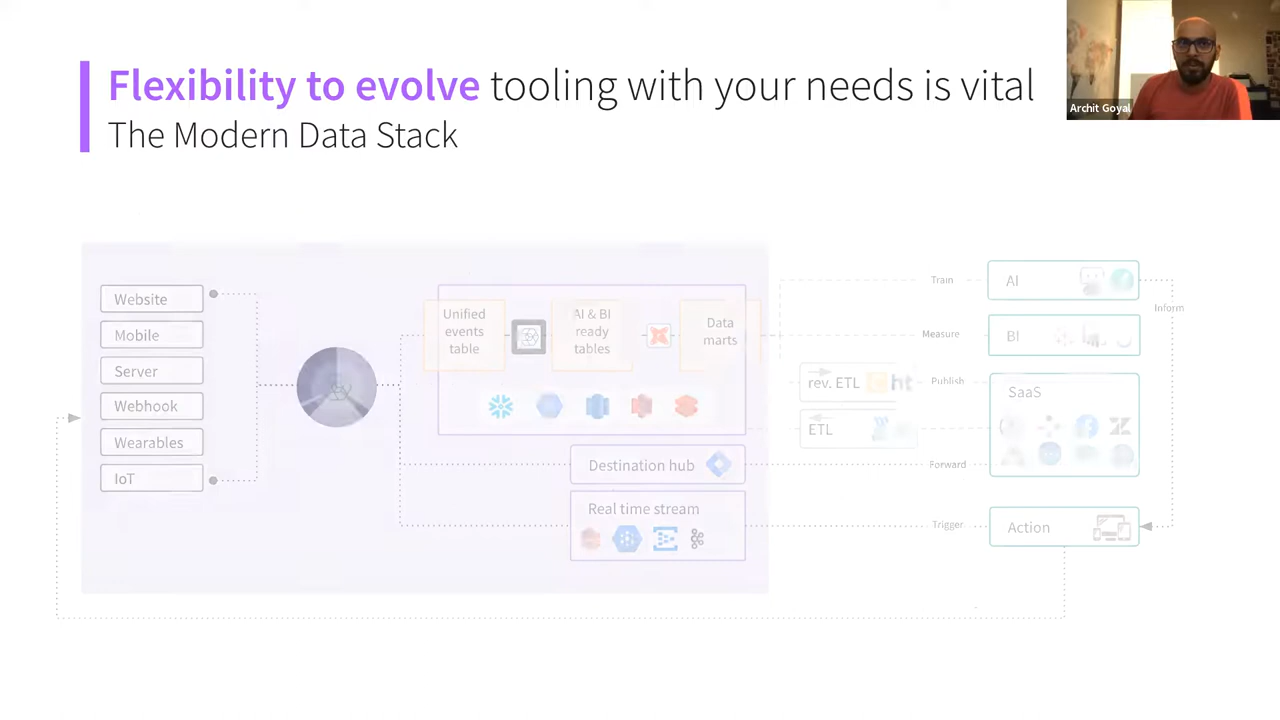 Flexibility to evolve tooling with your needs is vital
The Modern Data Stack
Archit Goyal
Website
Mobile
Server
Webhook
Wearables
IoT
Unified
events
table
AI & BI
ready
tables
Data
marts
Destination hub
Real time stream
rev. ETL
ht
ETL
Train
Measure
Publish
Forward
Trigger
AI
BI
SaaS
Action
Inform